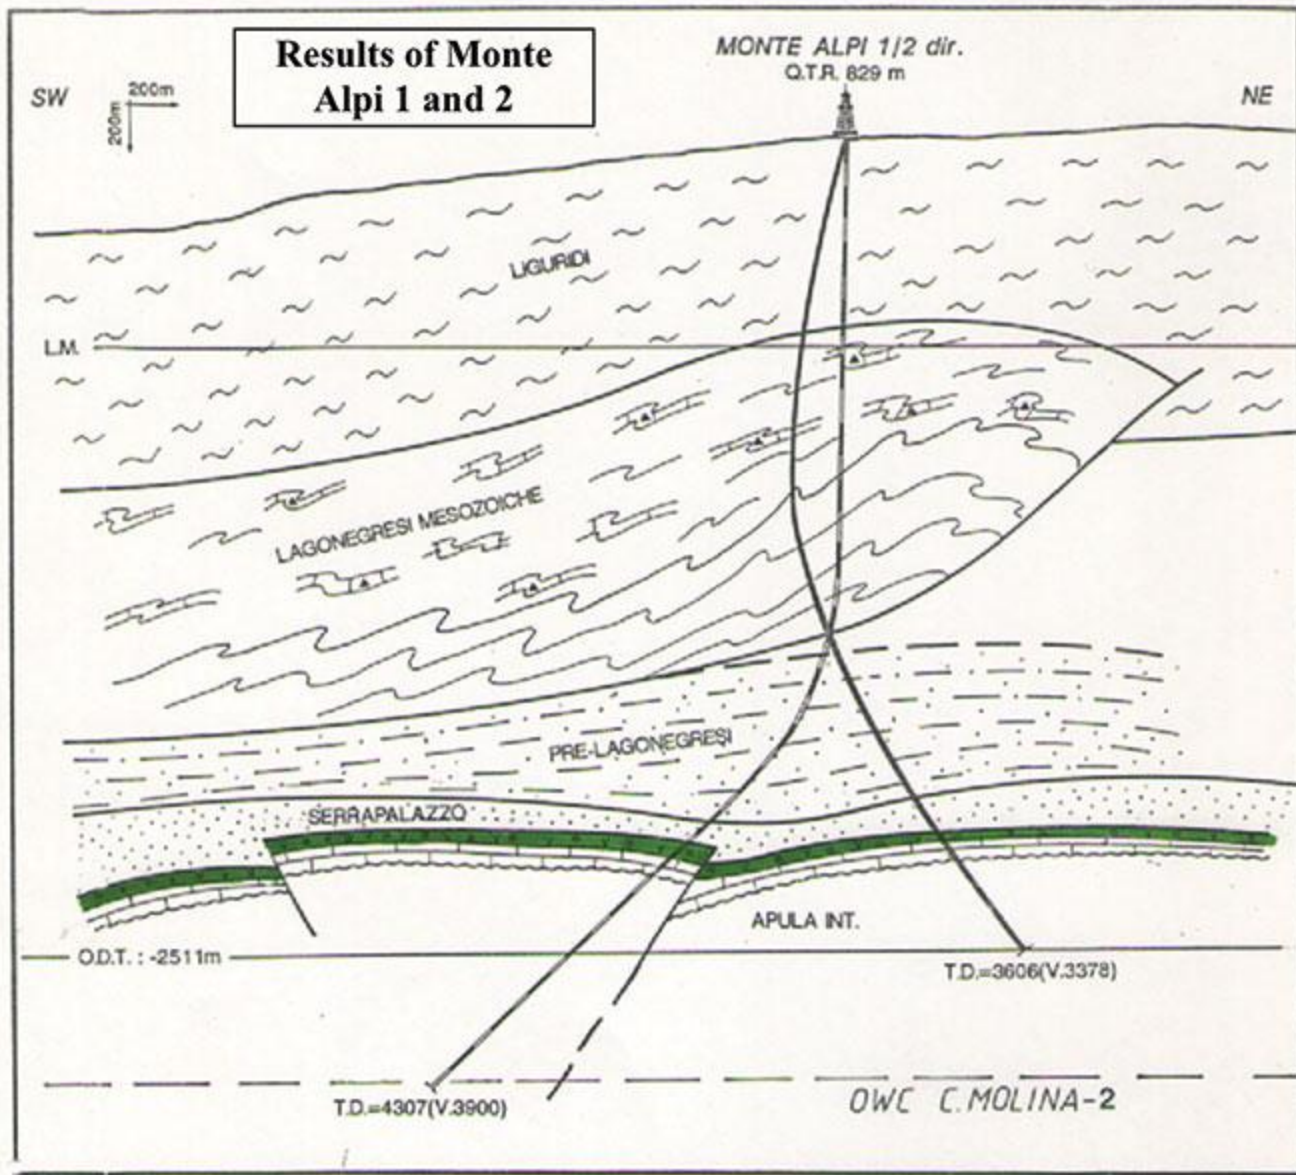 Results of Monte
Alpi 1 and 2
MONTE ALPI 1/2 dir.
Q.T.R. 829 m
SW
200m
200m
NE
LIGURIDI
L.M.
LAGONEGRESI MESOZOICHE
PRE-LAGONEGRESI
SERRAPALAZZO
APULA INT.
O.D.T. : -2511m
T.D.=3606(V.3378)
T.D.=4307(V.3900)
OWC C.MOLINA-2